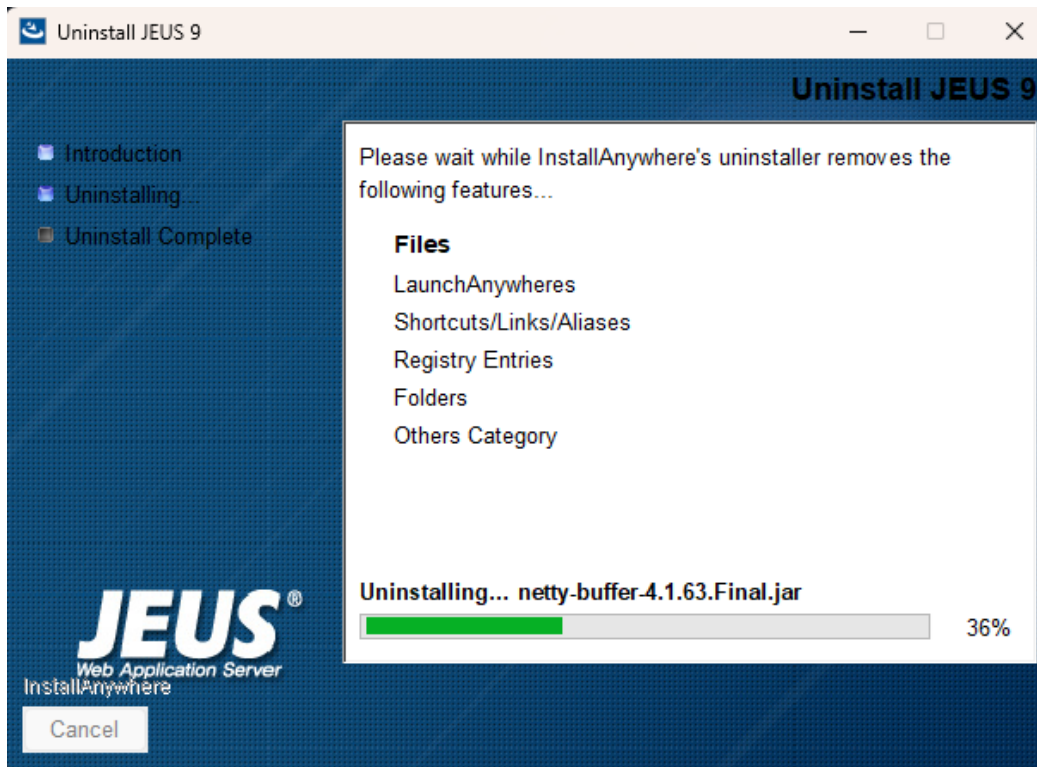 Uninstall JEUS 9
Uninstall JEUS 9
Introduction
Uninstalling...
Uninstall Complete
Please wait while InstallAnywhere's uninstaller removes the
following features...
Files
LaunchAnywheres
Shortcuts/Links/Aliases
Registry Entries
Folders
Others Category
Uninstalling... netty-buffer-4.1.63.Final.jar
36%
JEUS®
Web Application Server
InstallAnywhere
Cancel